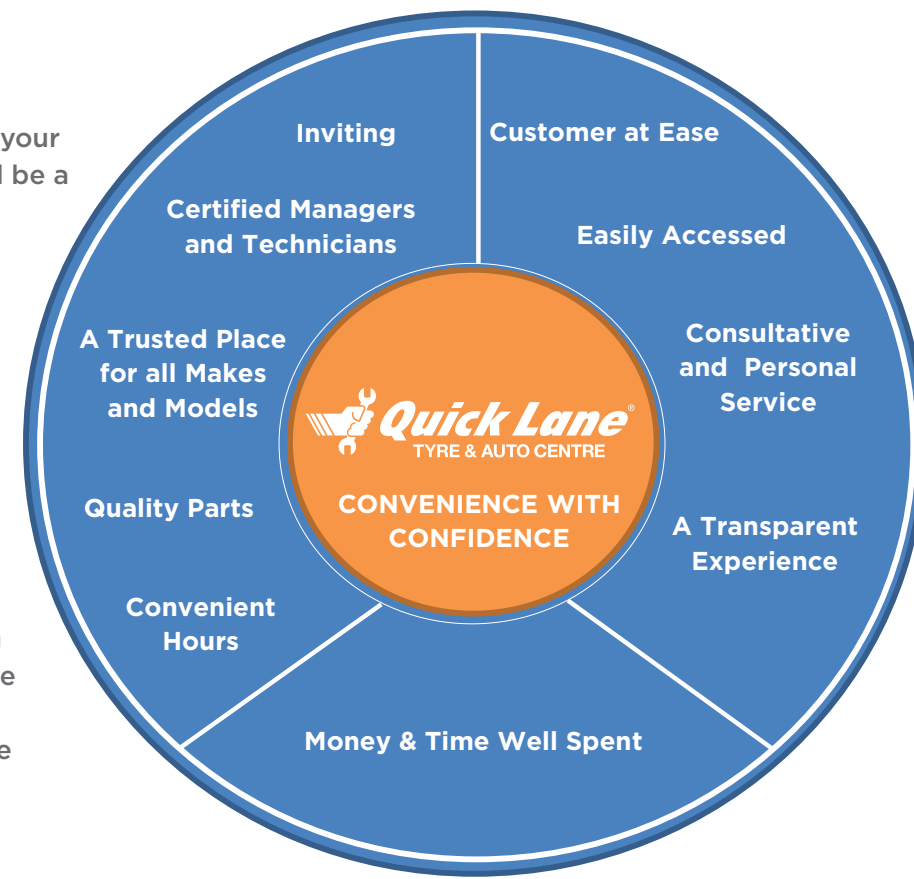 your
be a
Inviting
Customer at Ease
Certified Managers
and Technicians
Easily Accessed
A Trusted Place
for all Makes
and Models
Consultative
and Personal
Service
Quick Lane®
TYRE & AUTO CENTRE
CONVENIENCE WITH
CONFIDENCE
Quality Parts
A Transparent
Experience
Convenient
Hours
Money & Time Well Spent